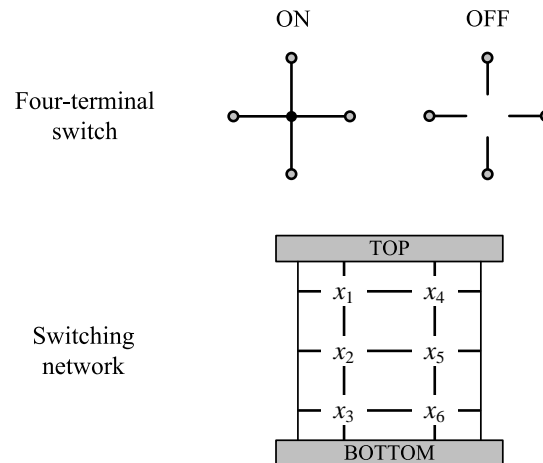 ON OFF
Four-terminal
switch
TOP
x₁ x₄
Switching
network
x₂ x₅
x₃ x₆
BOTTOM